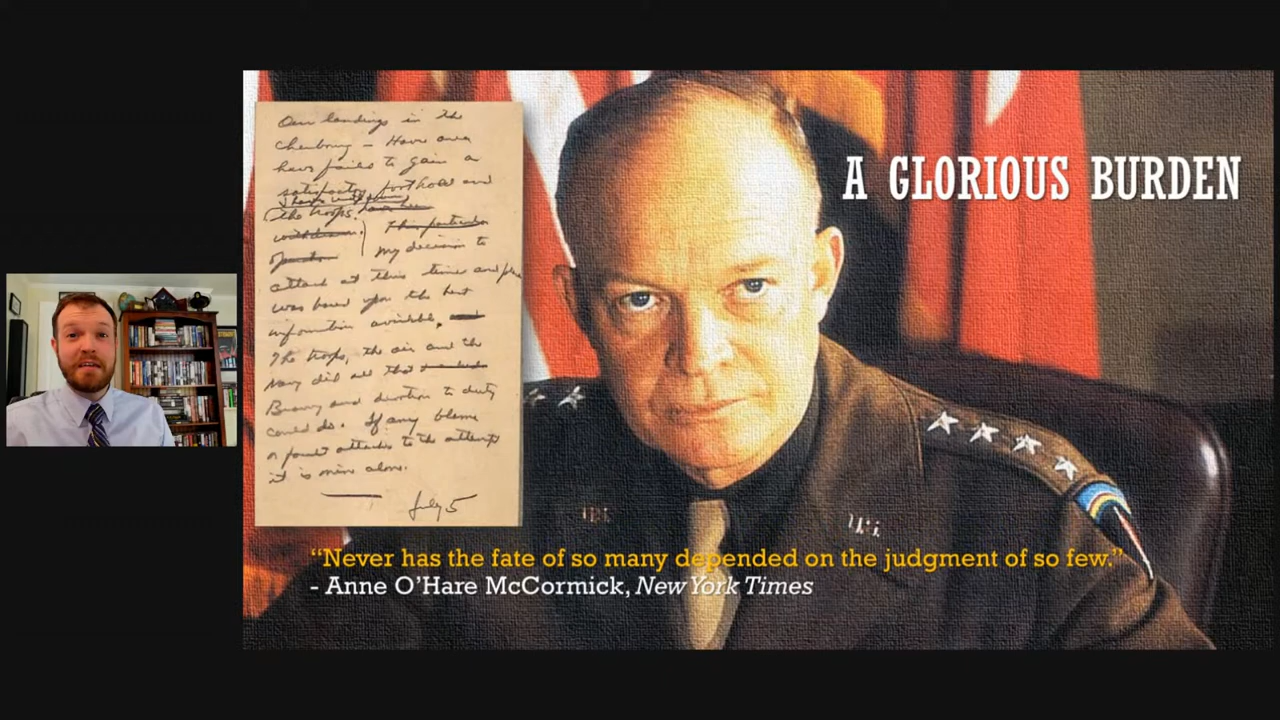 Our landings in the
Cherbourg – Havre area
have failed to gain a
satisfactory foothold and
the troops.
withdrawn.
This particular
operation
My decision to
attack at this time and place
was based upon the best
information available,
The troops, the air and the
Navy did all that
Bravery and devotion to duty
could do. If any blame
or fault attaches to the attempt
it is mine alone.
July 5
A GLORIOUS BURDEN
“Never has the fate of so many depended on the judgment of so few.”
- Anne O’Hare McCormick, New York Times